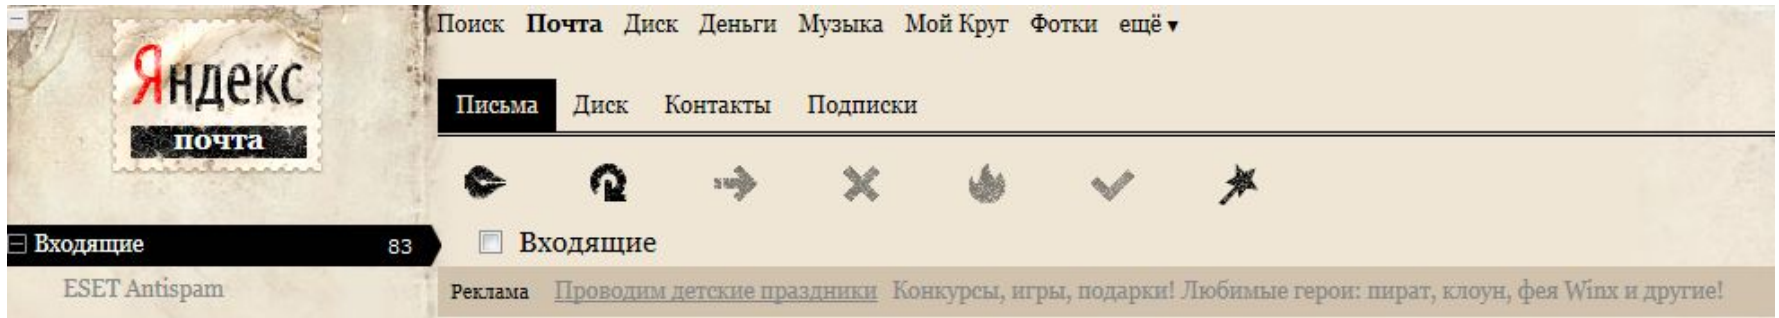 Яндекс
почта
Поиск Почта Диск Деньги Музыка Мой Круг Фотки ещё ▾
Письма Диск Контакты Подписки
Входящие 83
Входящие
ESET Antispam
Реклама Проводим детские праздники Конкурсы, игры, подарки! Любимые герои: пират, клоун, фея Winx и другие!